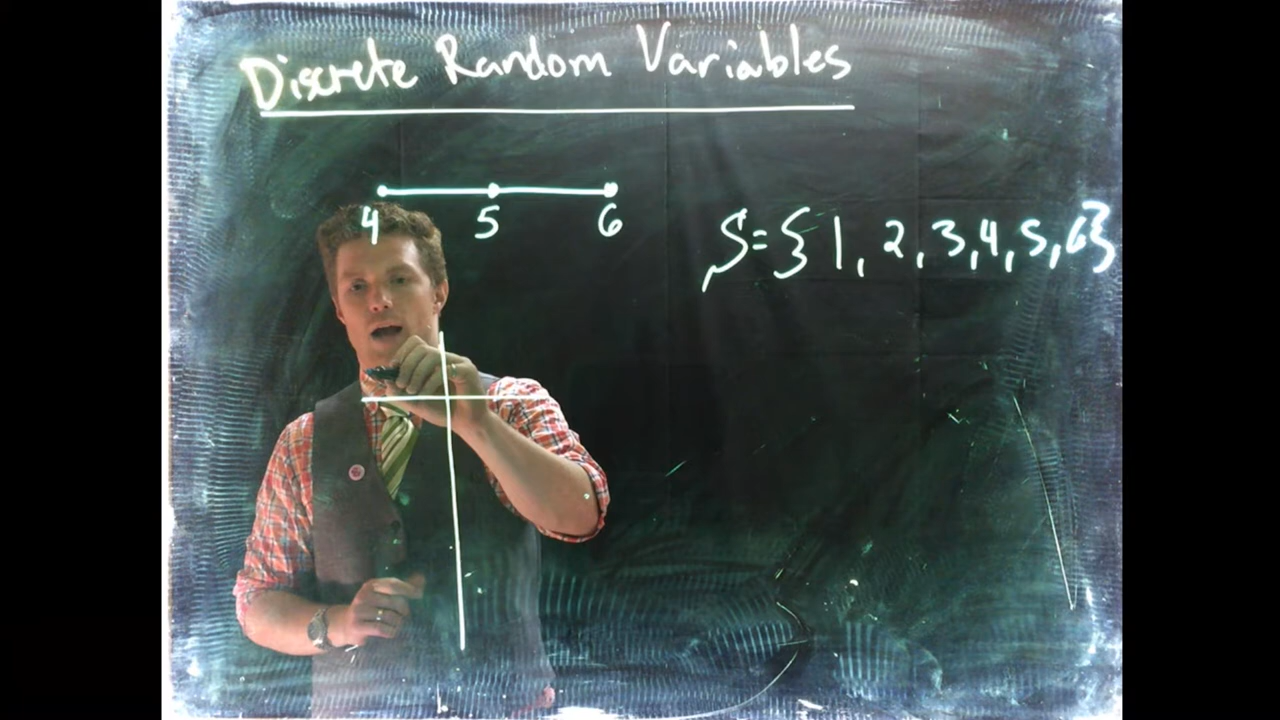 Discrete Random Variables
4 5 6
S = { 1, 2, 3, 4, 5, 6 }